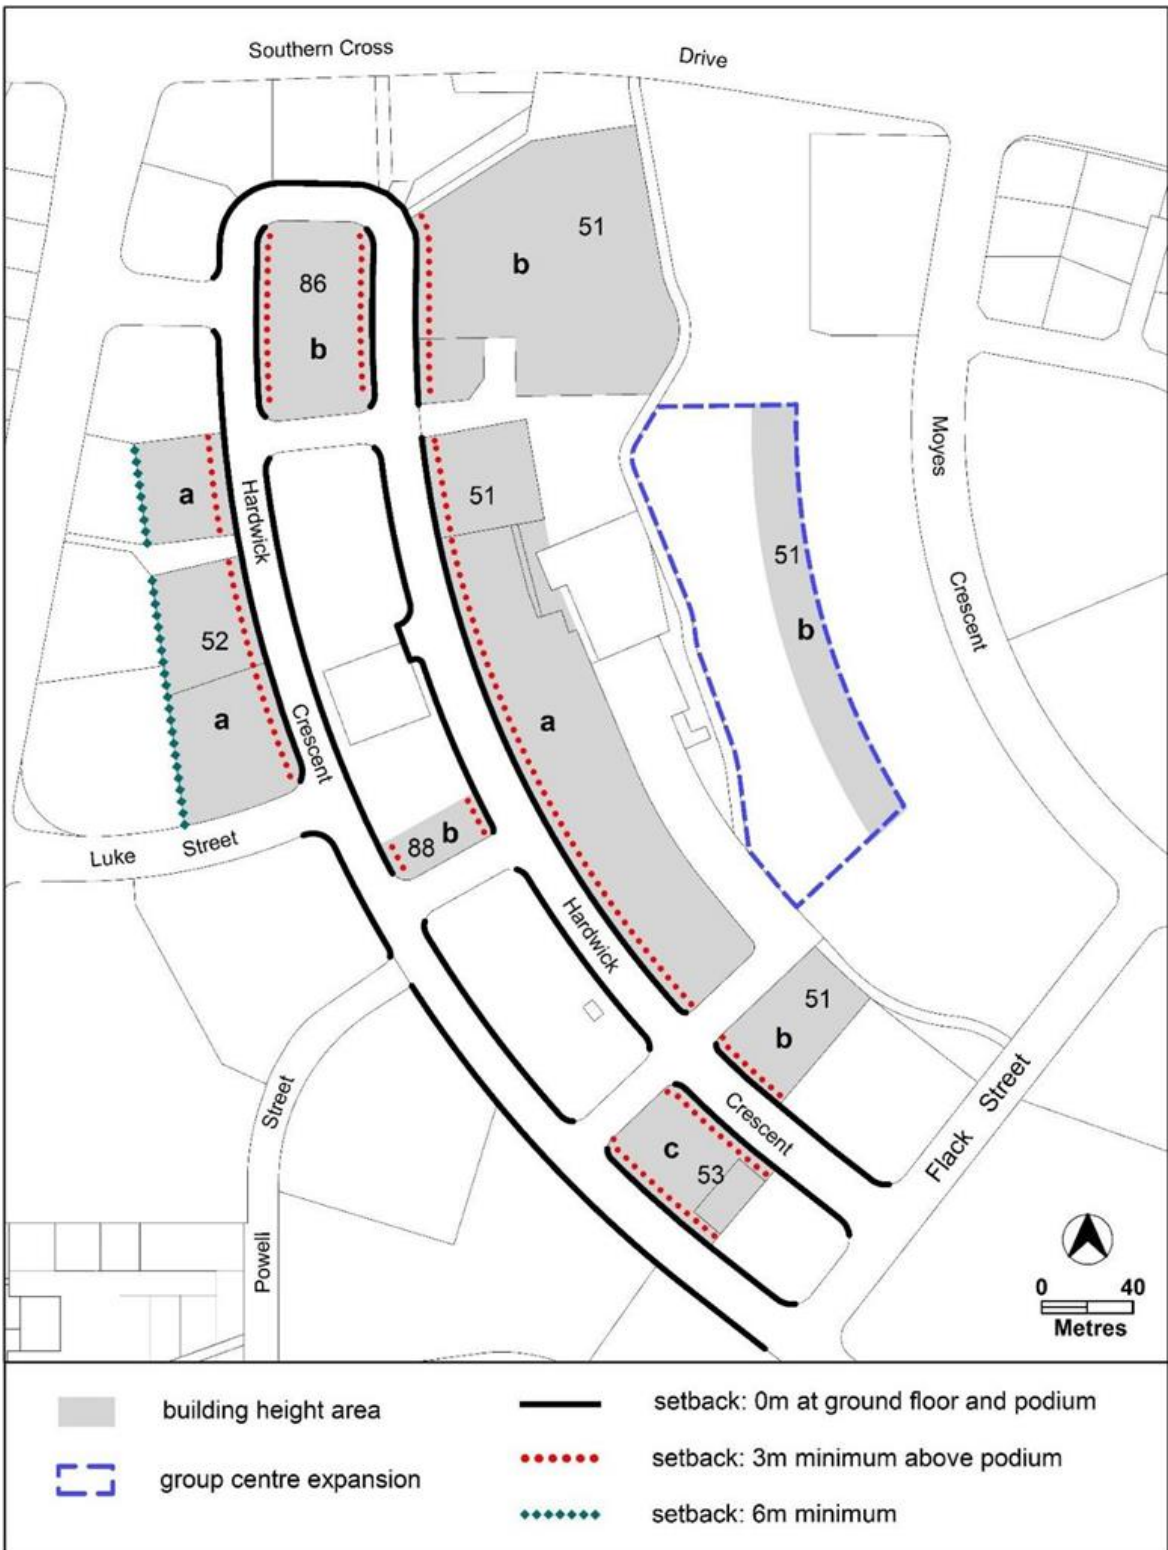 Southern Cross
Drive
51
b
86
b
Moyes
51
a
Hardwick
51
b
Crescent
52
a
a
Crescent
88 b
Luke Street
Hardwick
51
b
Street
Crescent
Street
Flack
c
53
Powell
0 40
Metres
building height area
group centre expansion
setback: 0m at ground floor and podium
setback: 3m minimum above podium
setback: 6m minimum